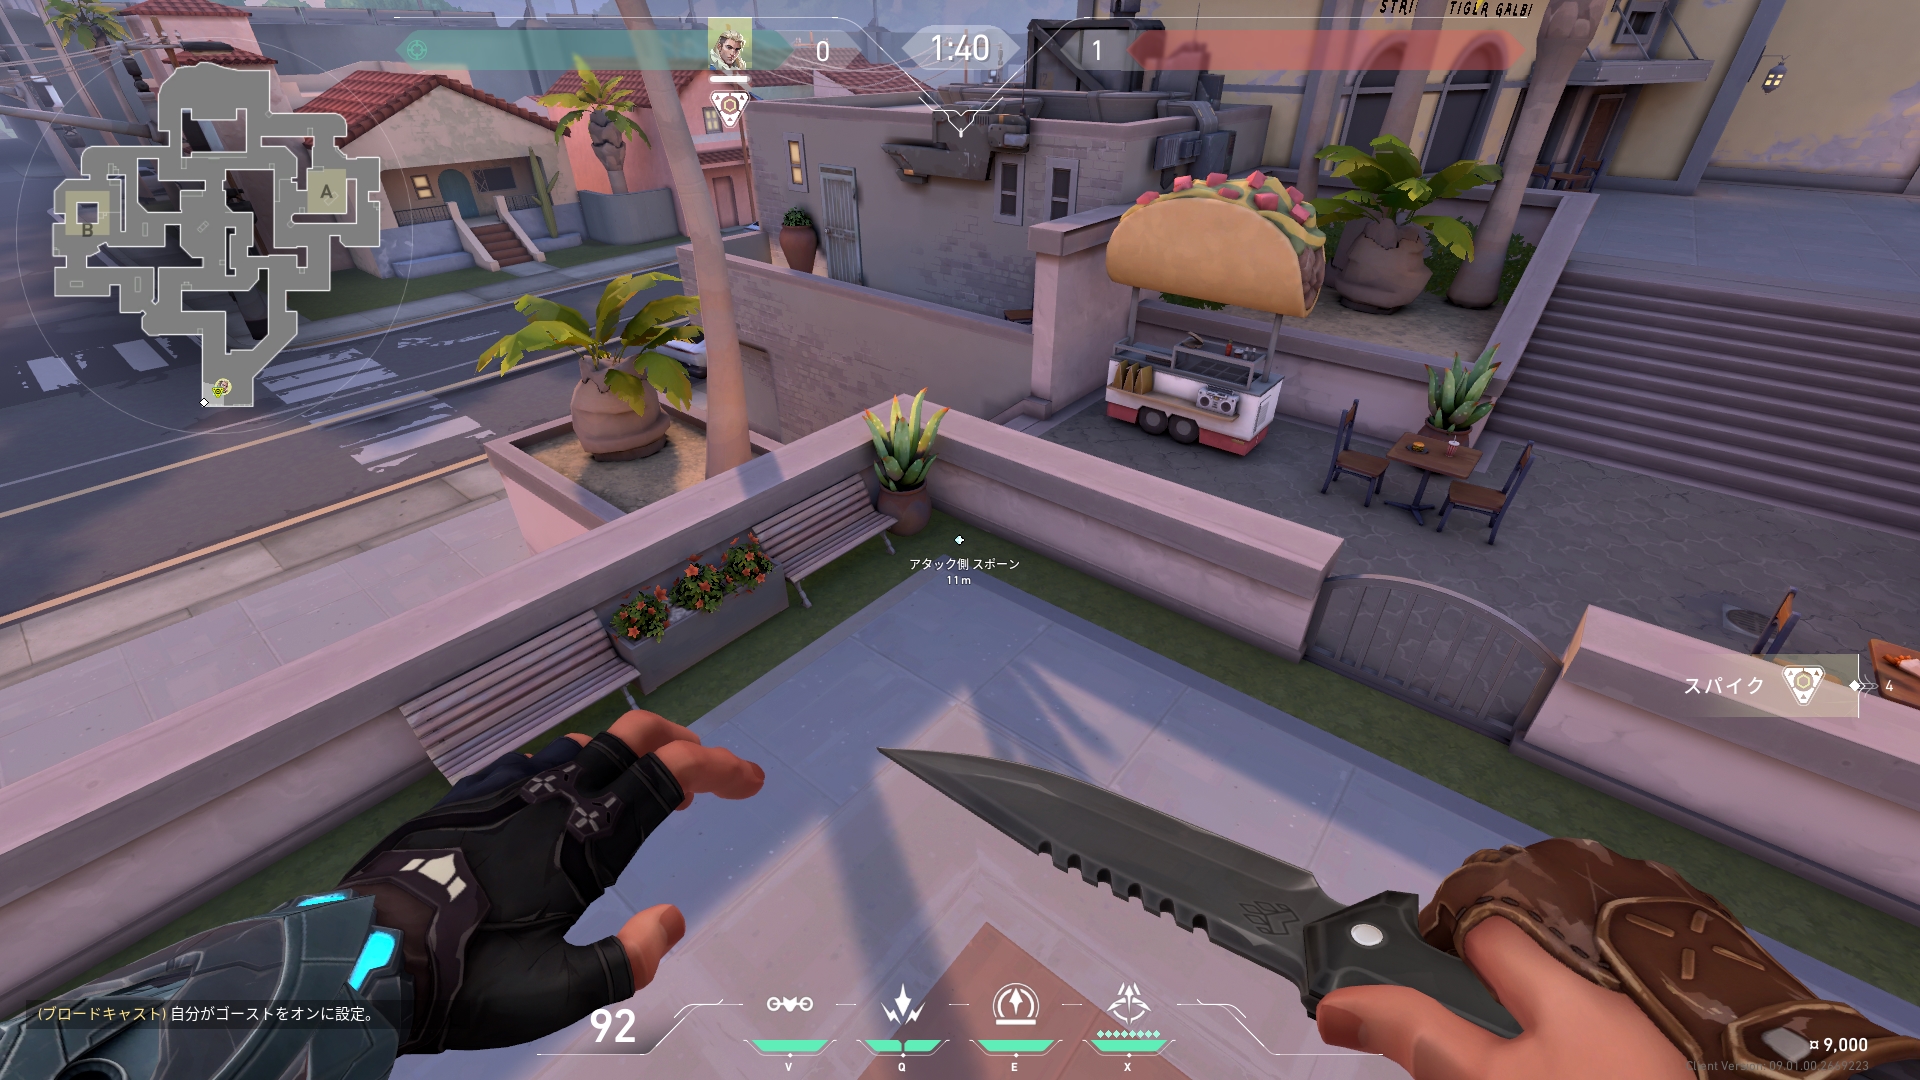 TIGER GALBI
0
1:40
1
A
B
アタック側 スポーン
11m
スパイク
4
(ブロードキャスト) 自分がゴーストをオンに設定。
92
V
Q
E
X
¤ 9,000